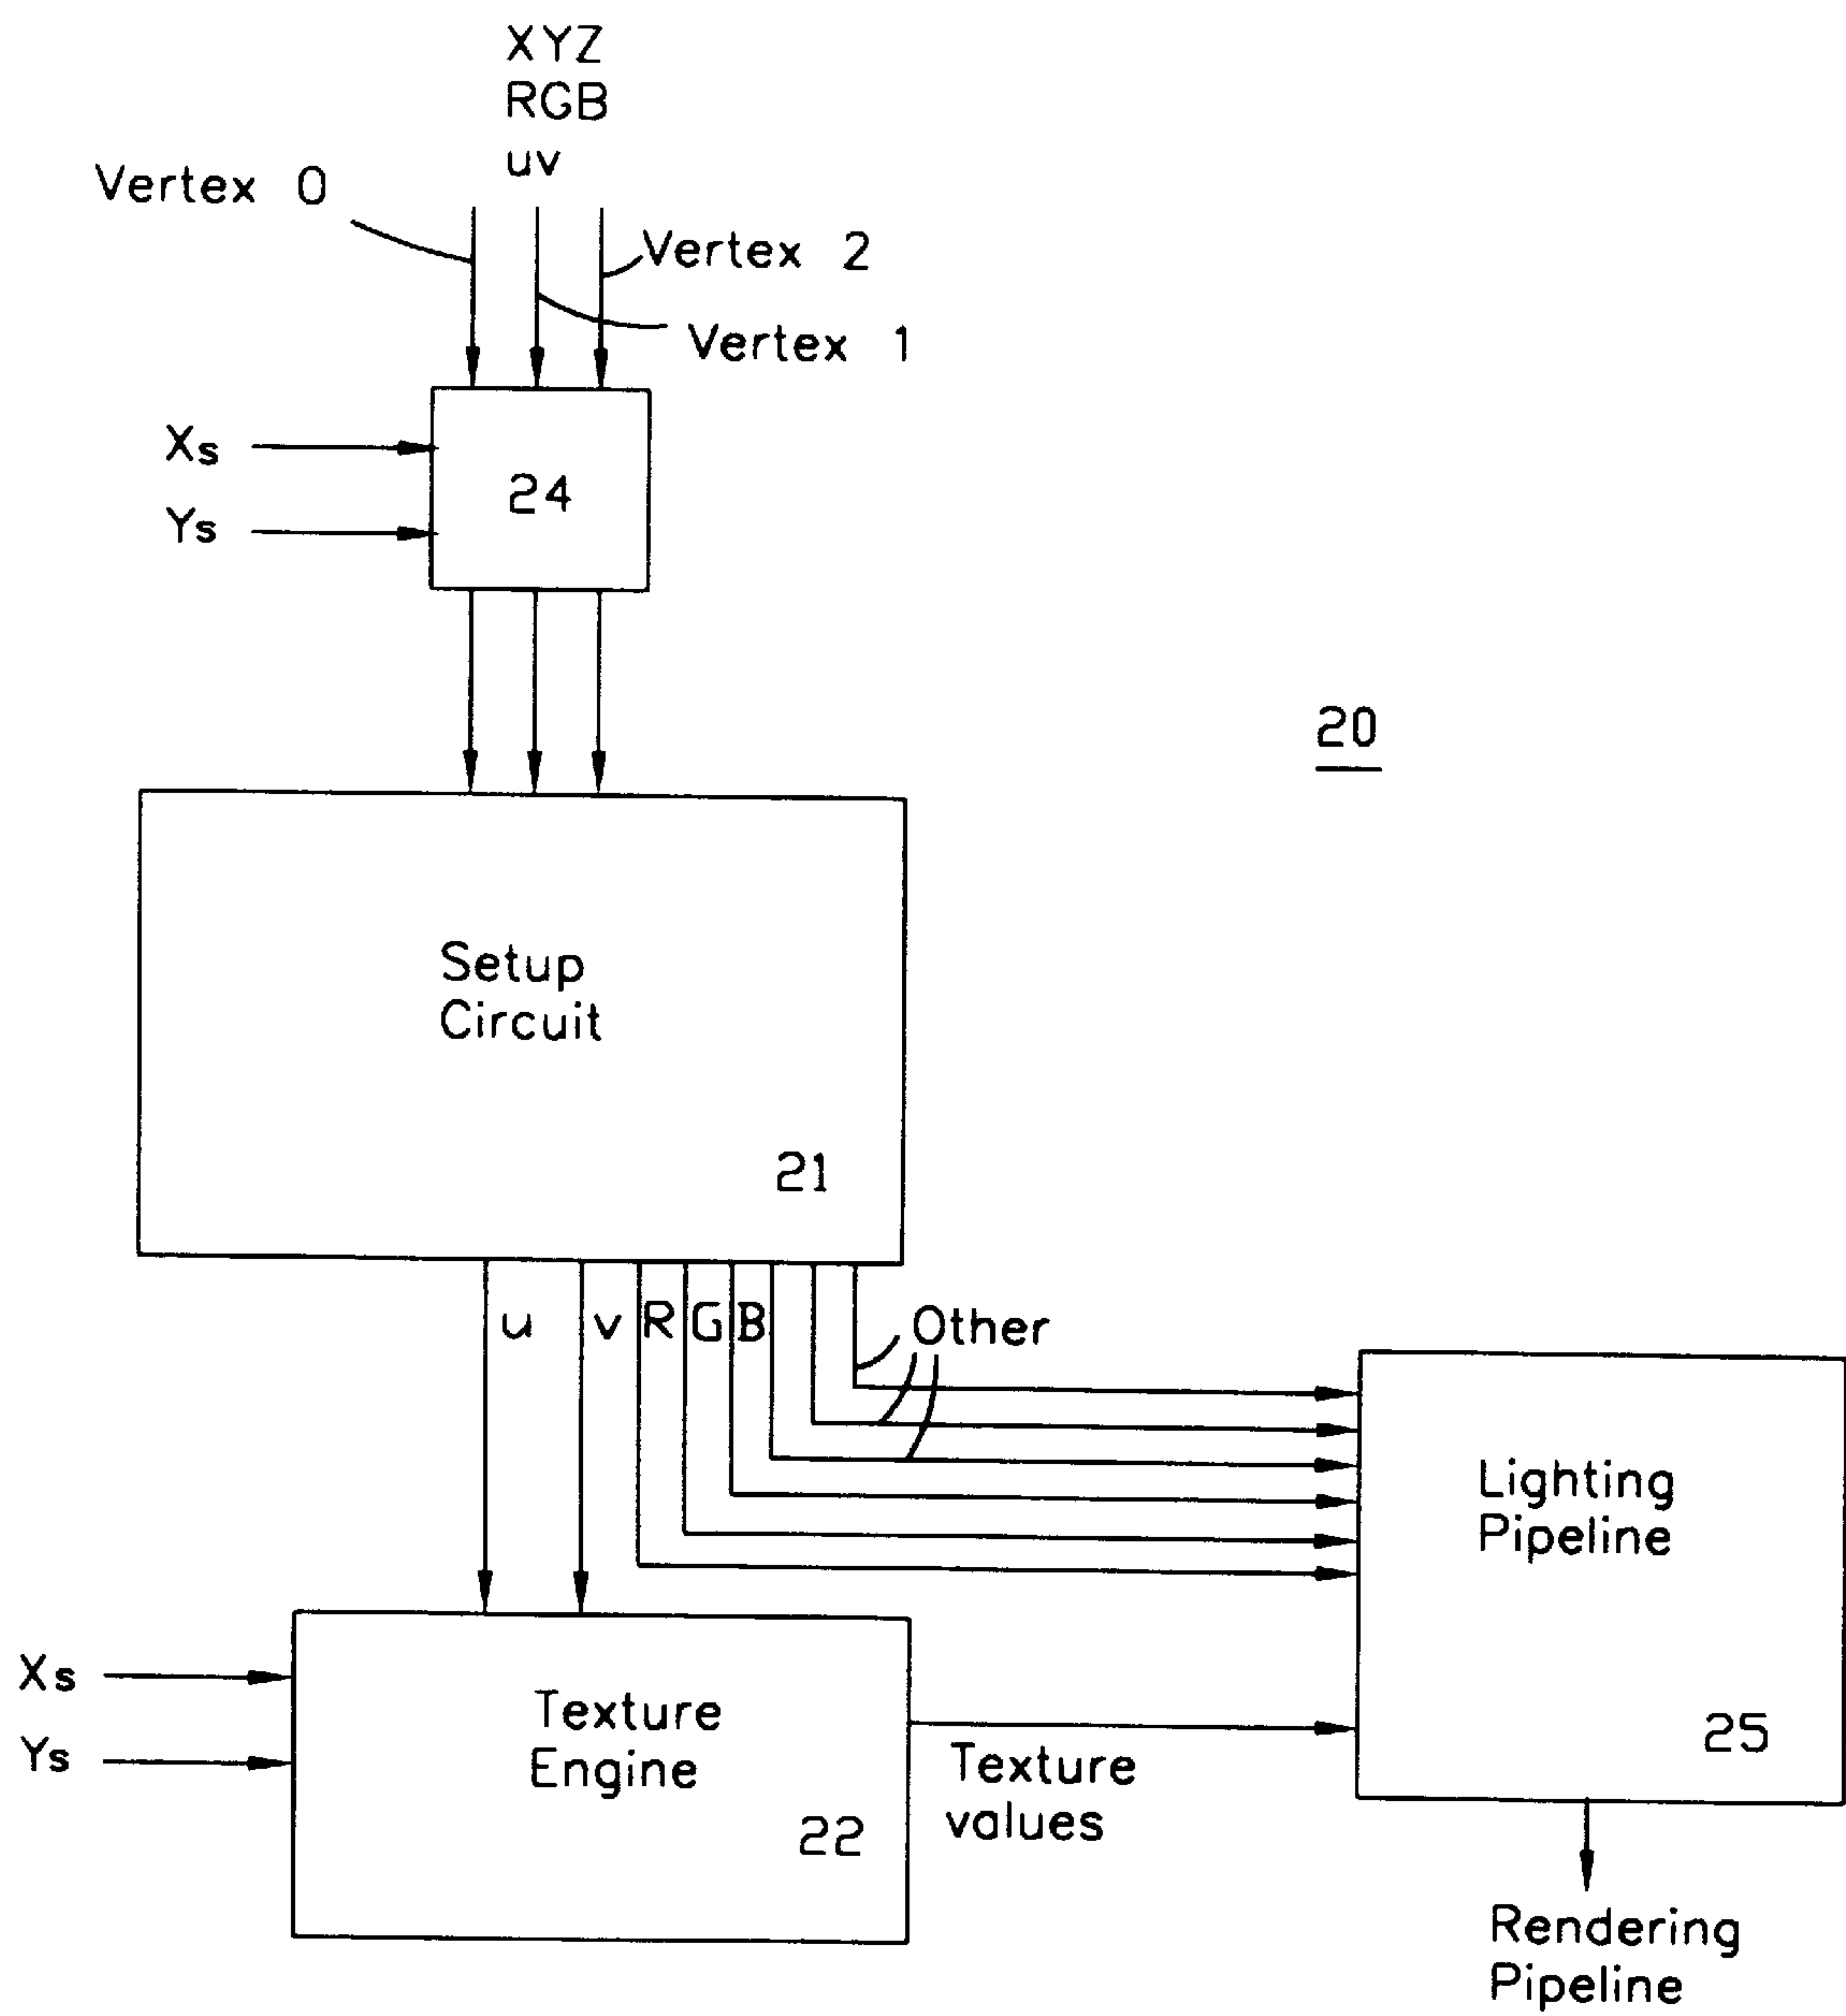 XYZ
RGB
uv
Vertex 0
Vertex 2
Vertex 1
Xs
24
Ys
20
Setup
Circuit
21
u v R G B
Other
Lighting
Pipeline
25
Xs
Ys
Texture
Engine
22
Texture
values
Rendering
Pipeline